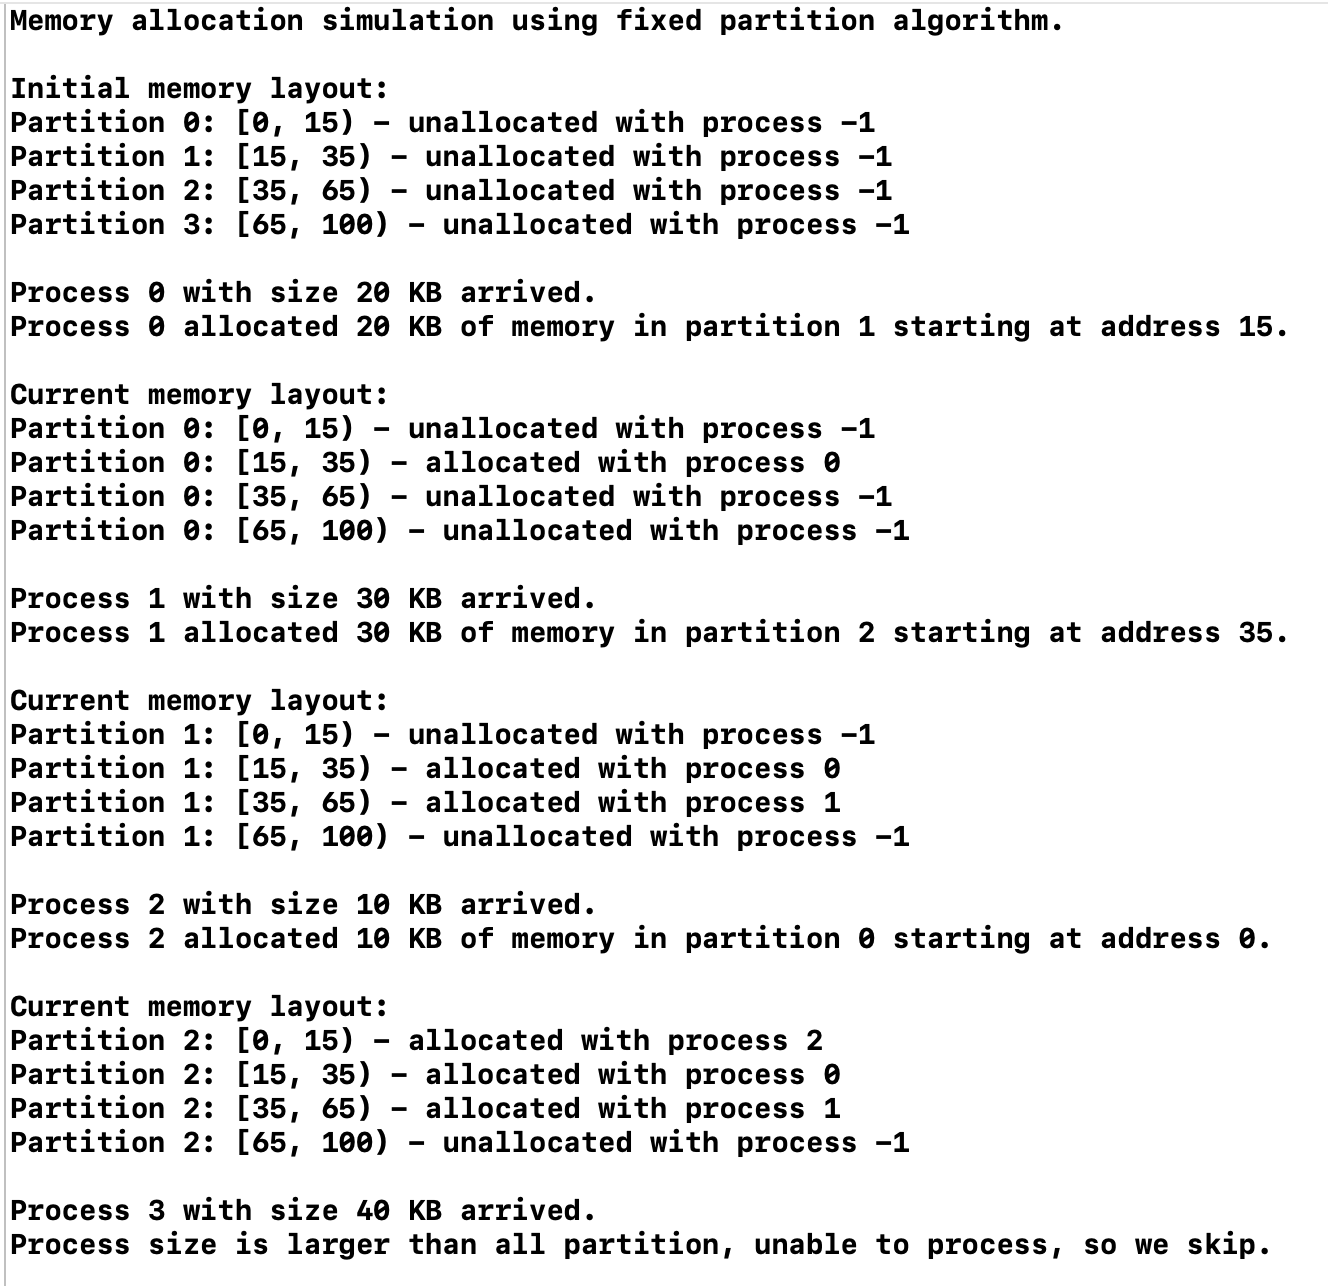 Memory allocation simulation using fixed partition algorithm.
Initial memory layout:
Partition 0: [0, 15) - unallocated with process -1
Partition 1: [15, 35) - unallocated with process -1
Partition 2: [35, 65) - unallocated with process -1
Partition 3: [65, 100) - unallocated with process -1
Process 0 with size 20 KB arrived.
Process 0 allocated 20 KB of memory in partition 1 starting at address 15.
Current memory layout:
Partition 0: [0, 15) - unallocated with process -1
Partition 0: [15, 35) - allocated with process 0
Partition 0: [35, 65) - unallocated with process -1
Partition 0: [65, 100) - unallocated with process -1
Process 1 with size 30 KB arrived.
Process 1 allocated 30 KB of memory in partition 2 starting at address 35.
Current memory layout:
Partition 1: [0, 15) - unallocated with process -1
Partition 1: [15, 35) - allocated with process 0
Partition 1: [35, 65) - allocated with process 1
Partition 1: [65, 100) - unallocated with process -1
Process 2 with size 10 KB arrived.
Process 2 allocated 10 KB of memory in partition 0 starting at address 0.
Current memory layout:
Partition 2: [0, 15) - allocated with process 2
Partition 2: [15, 35) - allocated with process 0
Partition 2: [35, 65) - allocated with process 1
Partition 2: [65, 100) - unallocated with process -1
Process 3 with size 40 KB arrived.
Process size is larger than all partition, unable to process, so we skip.